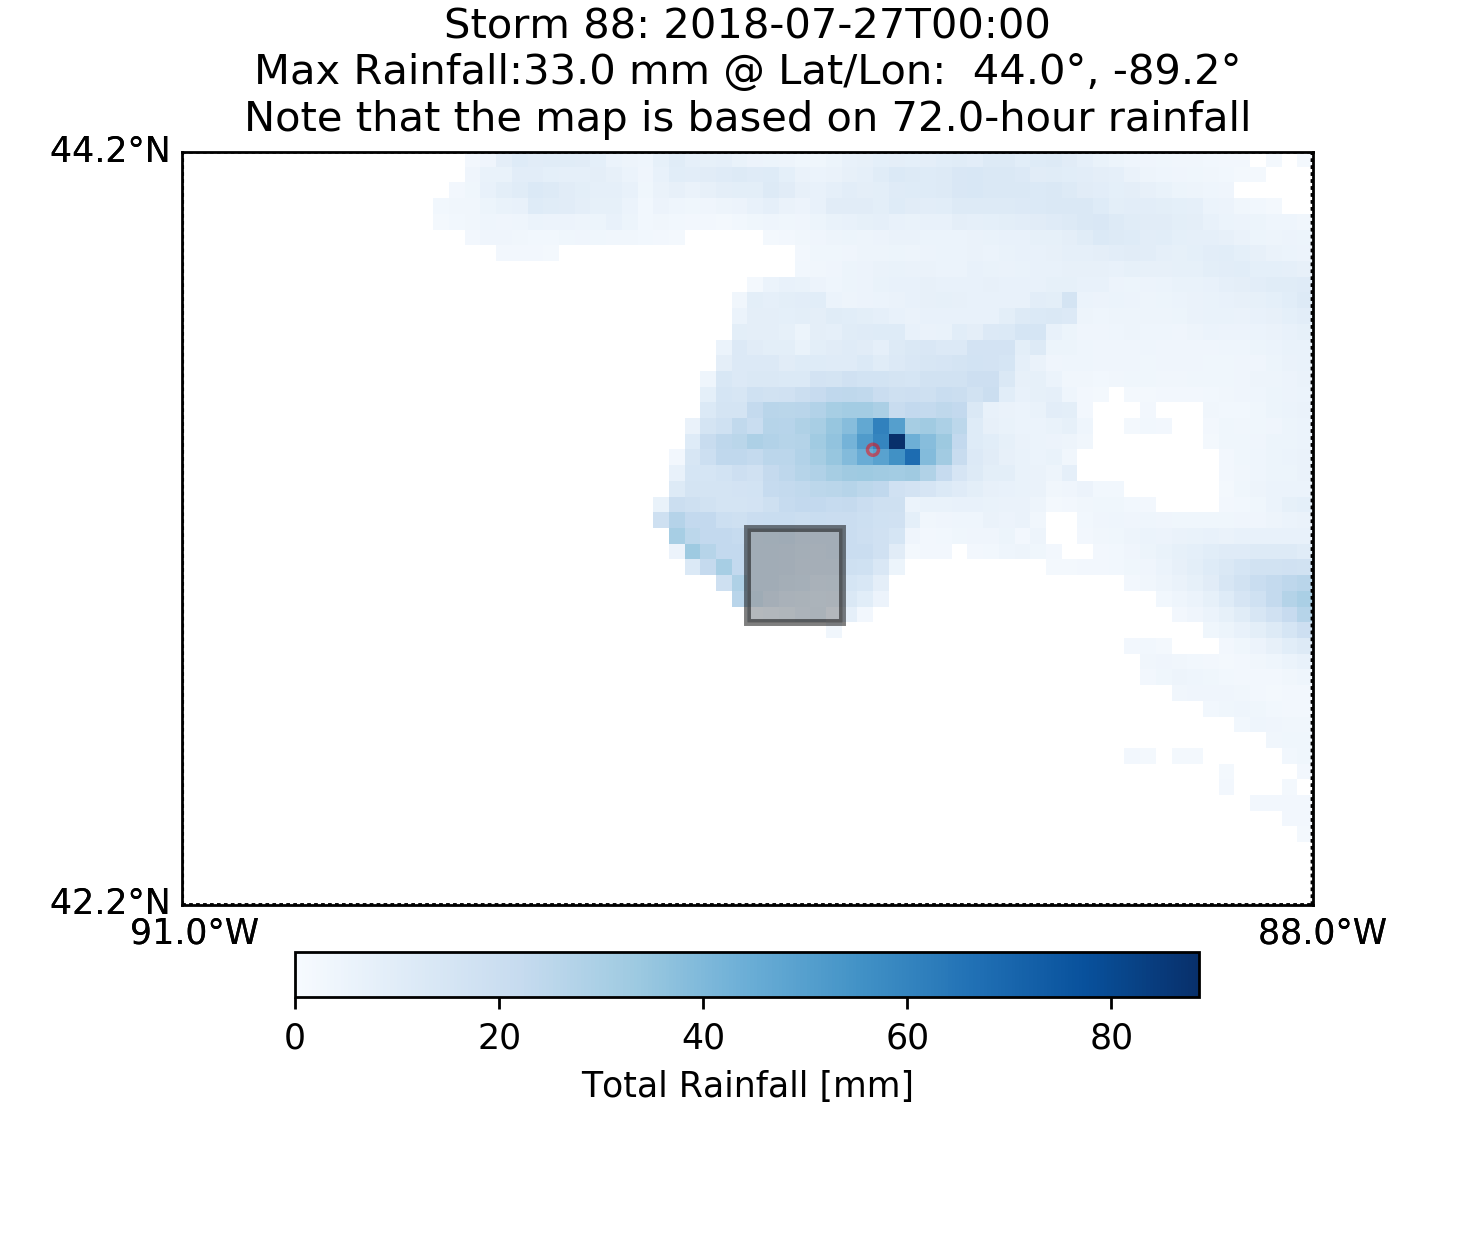 Storm 88: 2018-07-27T00:00
Max Rainfall:33.0 mm @ Lat/Lon:  44.0°, -89.2°
Note that the map is based on 72.0-hour rainfall
44.2°N
42.2°N
91.0°W
88.0°W
0 20 40 60 80
Total Rainfall [mm]